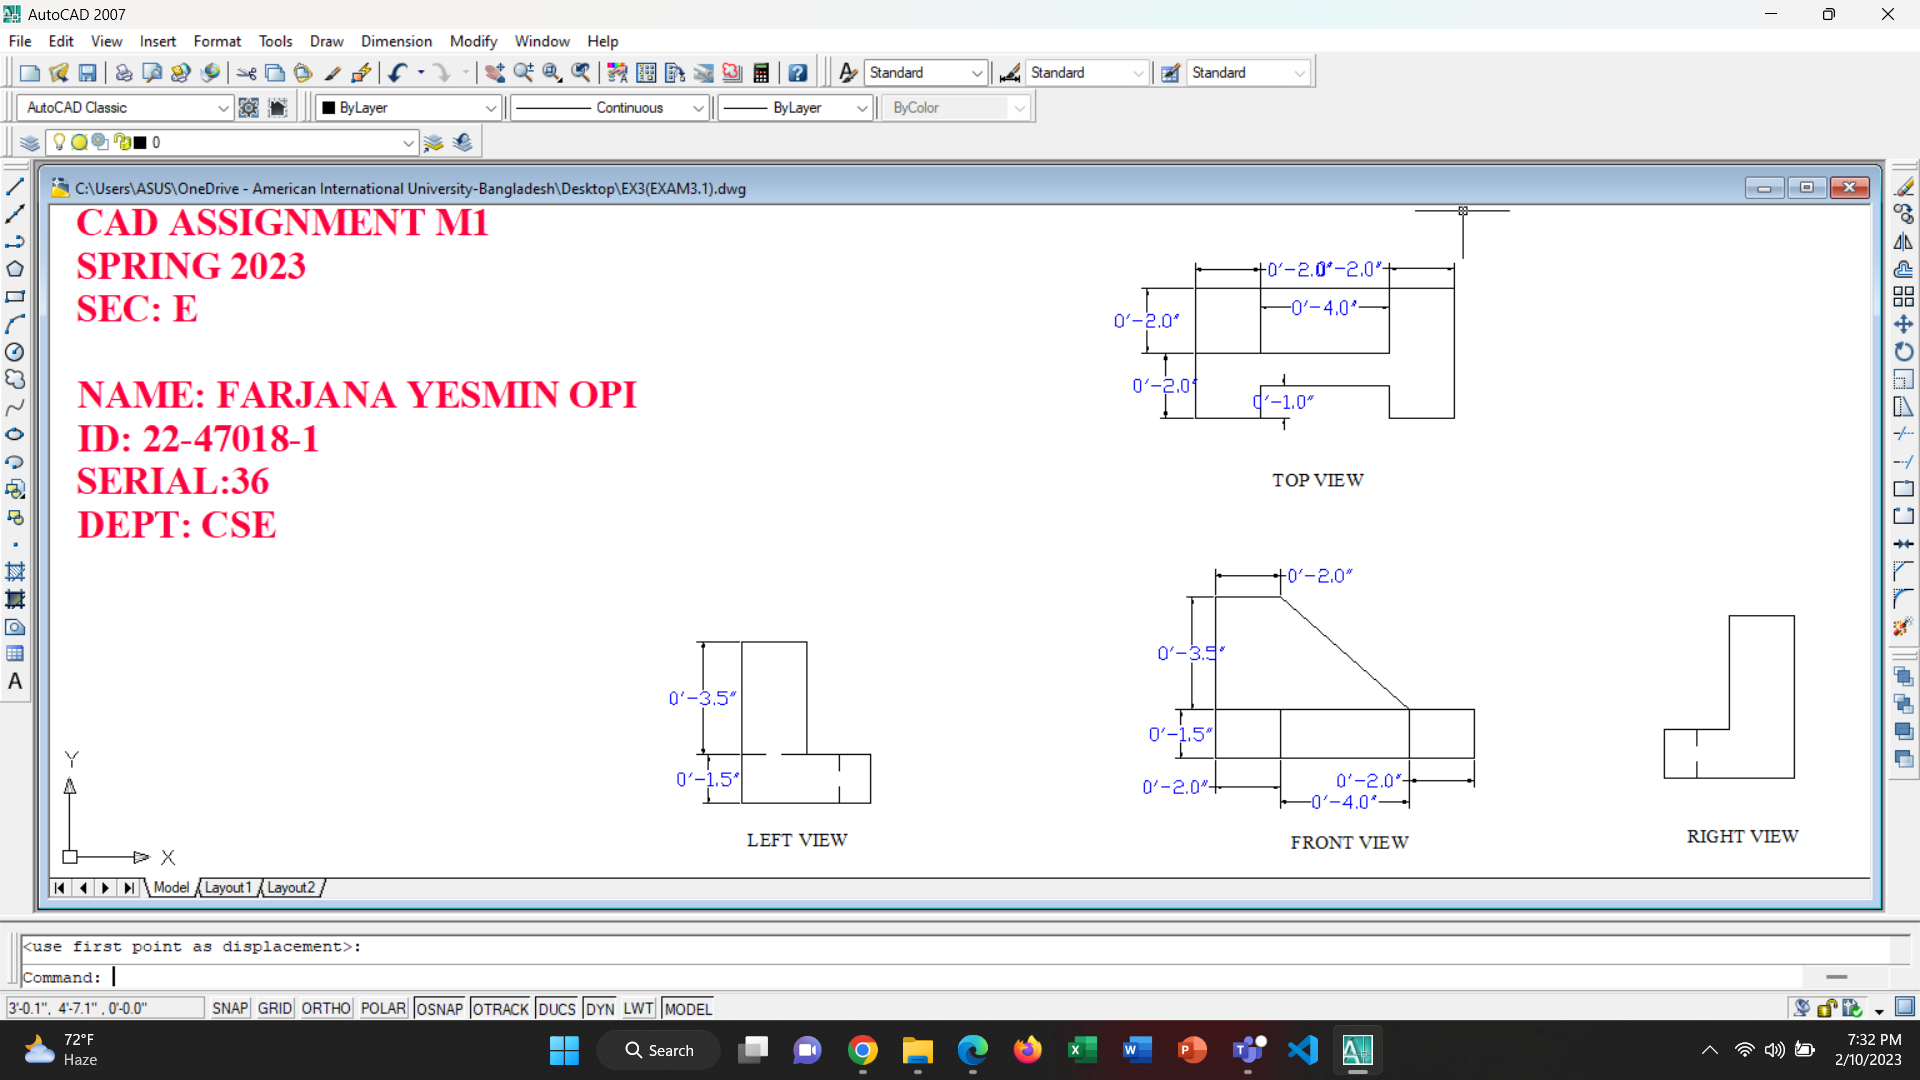 AutoCAD 2007
File Edit View Insert Format Tools Draw Dimension Modify Window Help
Standard Standard Standard
AutoCAD Classic ByLayer Continuous ByLayer ByColor
0
C:\Users\ASUS\OneDrive - American International University-Bangladesh\Desktop\EX3(EXAM3.1).dwg
CAD ASSIGNMENT M1
SPRING 2023
SEC: E
NAME: FARJANA YESMIN OPI
ID: 22-47018-1
SERIAL:36
DEPT: CSE
0'-2.0" 0'-2.0"
0'-4.0"
0'-2.0"
0'-2.0"
0'-1.0"
TOP VIEW
0'-2.0"
0'-3.5"
0'-1.5"
0'-2.0" 0'-2.0"
0'-4.0"
FRONT VIEW
0'-3.5"
0'-1.5"
LEFT VIEW
RIGHT VIEW
Y
X
Model Layout1 Layout2
<use first point as displacement>:
Command:
3'-0.1", 4'-7.1", 0'-0.0" SNAP GRID ORTHO POLAR OSNAP OTRACK DUCS DYN LWT MODEL
72°F
Haze
Search
7:32 PM
2/10/2023